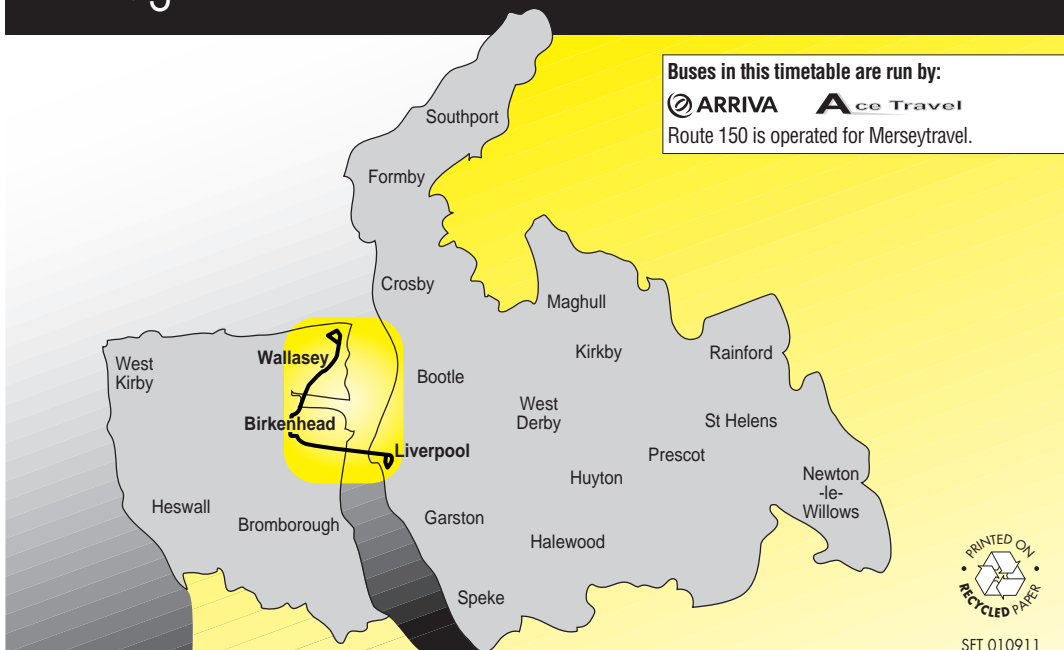 Buses in this timetable are run by:
ARRIVA Ace Travel
Route 150 is operated for Merseytravel.
Southport
Formby
Crosby
Maghull
Kirkby
Rainford
West
Kirby
Wallasey
Bootle
West
Derby
St Helens
Birkenhead
Liverpool
Prescot
Huyton
Newton
-le-
Willows
Heswall
Bromborough
Garston
Halewood
Speke
• PRINTED ON •
RECYCLED PAPER
SFT 010911